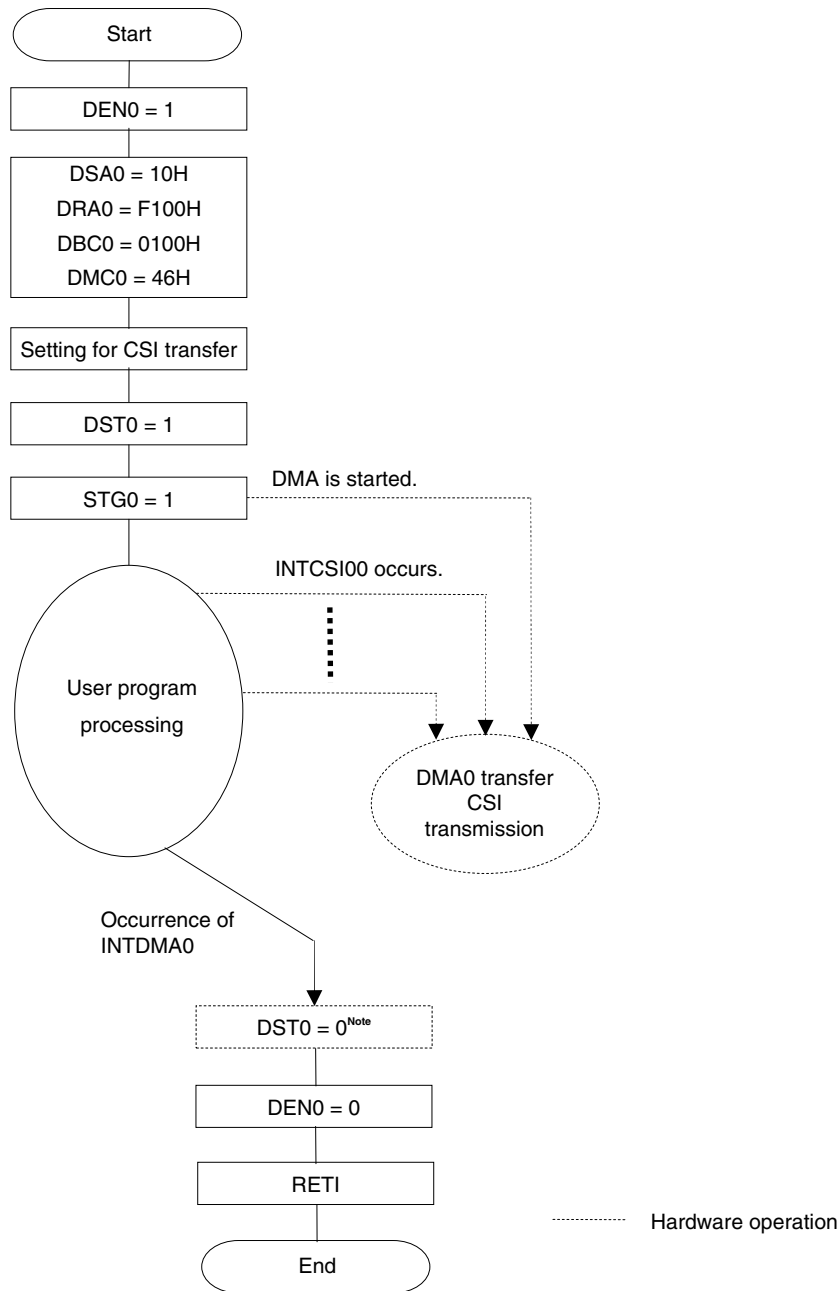 Start
DEN0 = 1
DSA0 = 10H
DRA0 = F100H
DBC0 = 0100H
DMC0 = 46H
Setting for CSI transfer
DST0 = 1
STG0 = 1
DMA is started.
INTCSI00 occurs.
User program
processing
DMA0 transfer
CSI
transmission
Occurrence of
INTDMA0
DST0 = 0Note
DEN0 = 0
RETI
Hardware operation
End